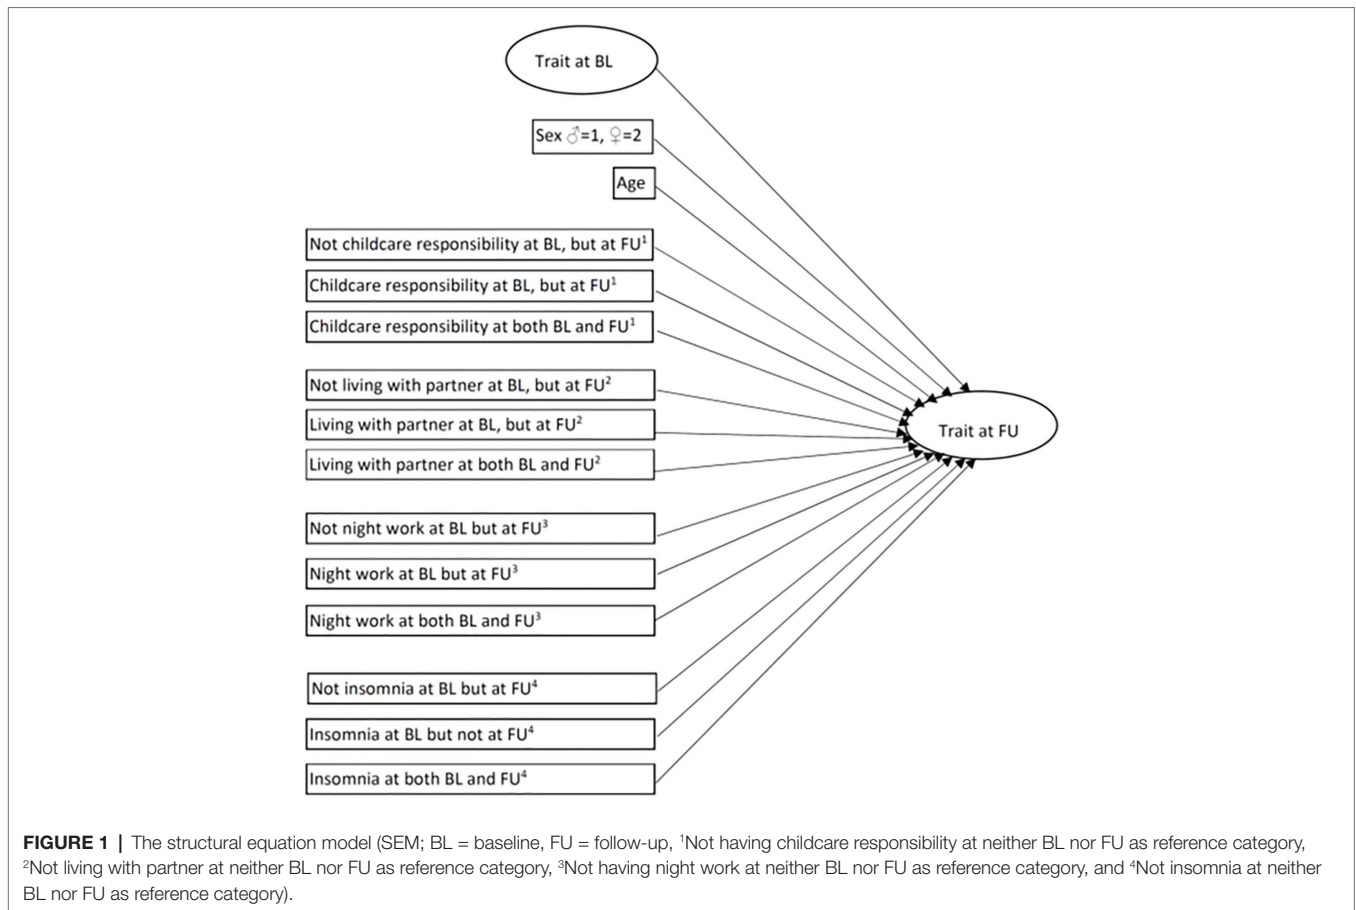 Trait at BL
Sex ♂=1, ♀=2
Age
Not childcare responsibility at BL, but at FU¹
Childcare responsibility at BL, but at FU¹
Childcare responsibility at both BL and FU¹
Not living with partner at BL, but at FU²
Living with partner at BL, but at FU²
Living with partner at both BL and FU²
Trait at FU
Not night work at BL but at FU³
Night work at BL but at FU³
Night work at both BL and FU³
Not insomnia at BL but at FU⁴
Insomnia at BL but not at FU⁴
Insomnia at both BL and FU⁴
FIGURE 1 | The structural equation model (SEM; BL = baseline, FU = follow-up, ¹Not having childcare responsibility at neither BL nor FU as reference category,
²Not living with partner at neither BL nor FU as reference category, ³Not having night work at neither BL nor FU as reference category, and ⁴Not insomnia at neither
BL nor FU as reference category).